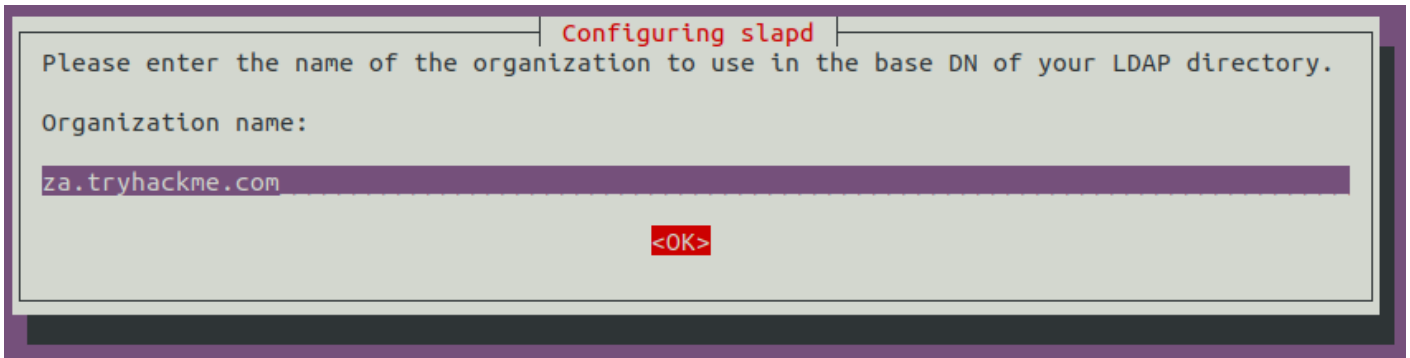 Configuring slapd
Please enter the name of the organization to use in the base DN of your LDAP directory.
Organization name:
za.tryhackme.com
<OK>